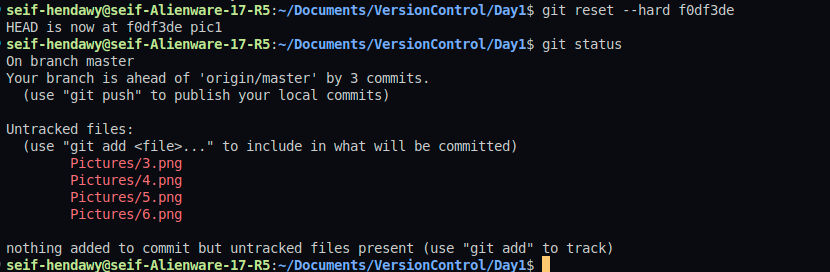 seif-hendawy@seif-Alienware-17-R5:~/Documents/VersionControl/Day1$ git reset --hard f0df3de
HEAD is now at f0df3de pic1
seif-hendawy@seif-Alienware-17-R5:~/Documents/VersionControl/Day1$ git status
On branch master
Your branch is ahead of 'origin/master' by 3 commits.
  (use "git push" to publish your local commits)

Untracked files:
  (use "git add <file>..." to include in what will be committed)
        Pictures/3.png
        Pictures/4.png
        Pictures/5.png
        Pictures/6.png

nothing added to commit but untracked files present (use "git add" to track)
seif-hendawy@seif-Alienware-17-R5:~/Documents/VersionControl/Day1$